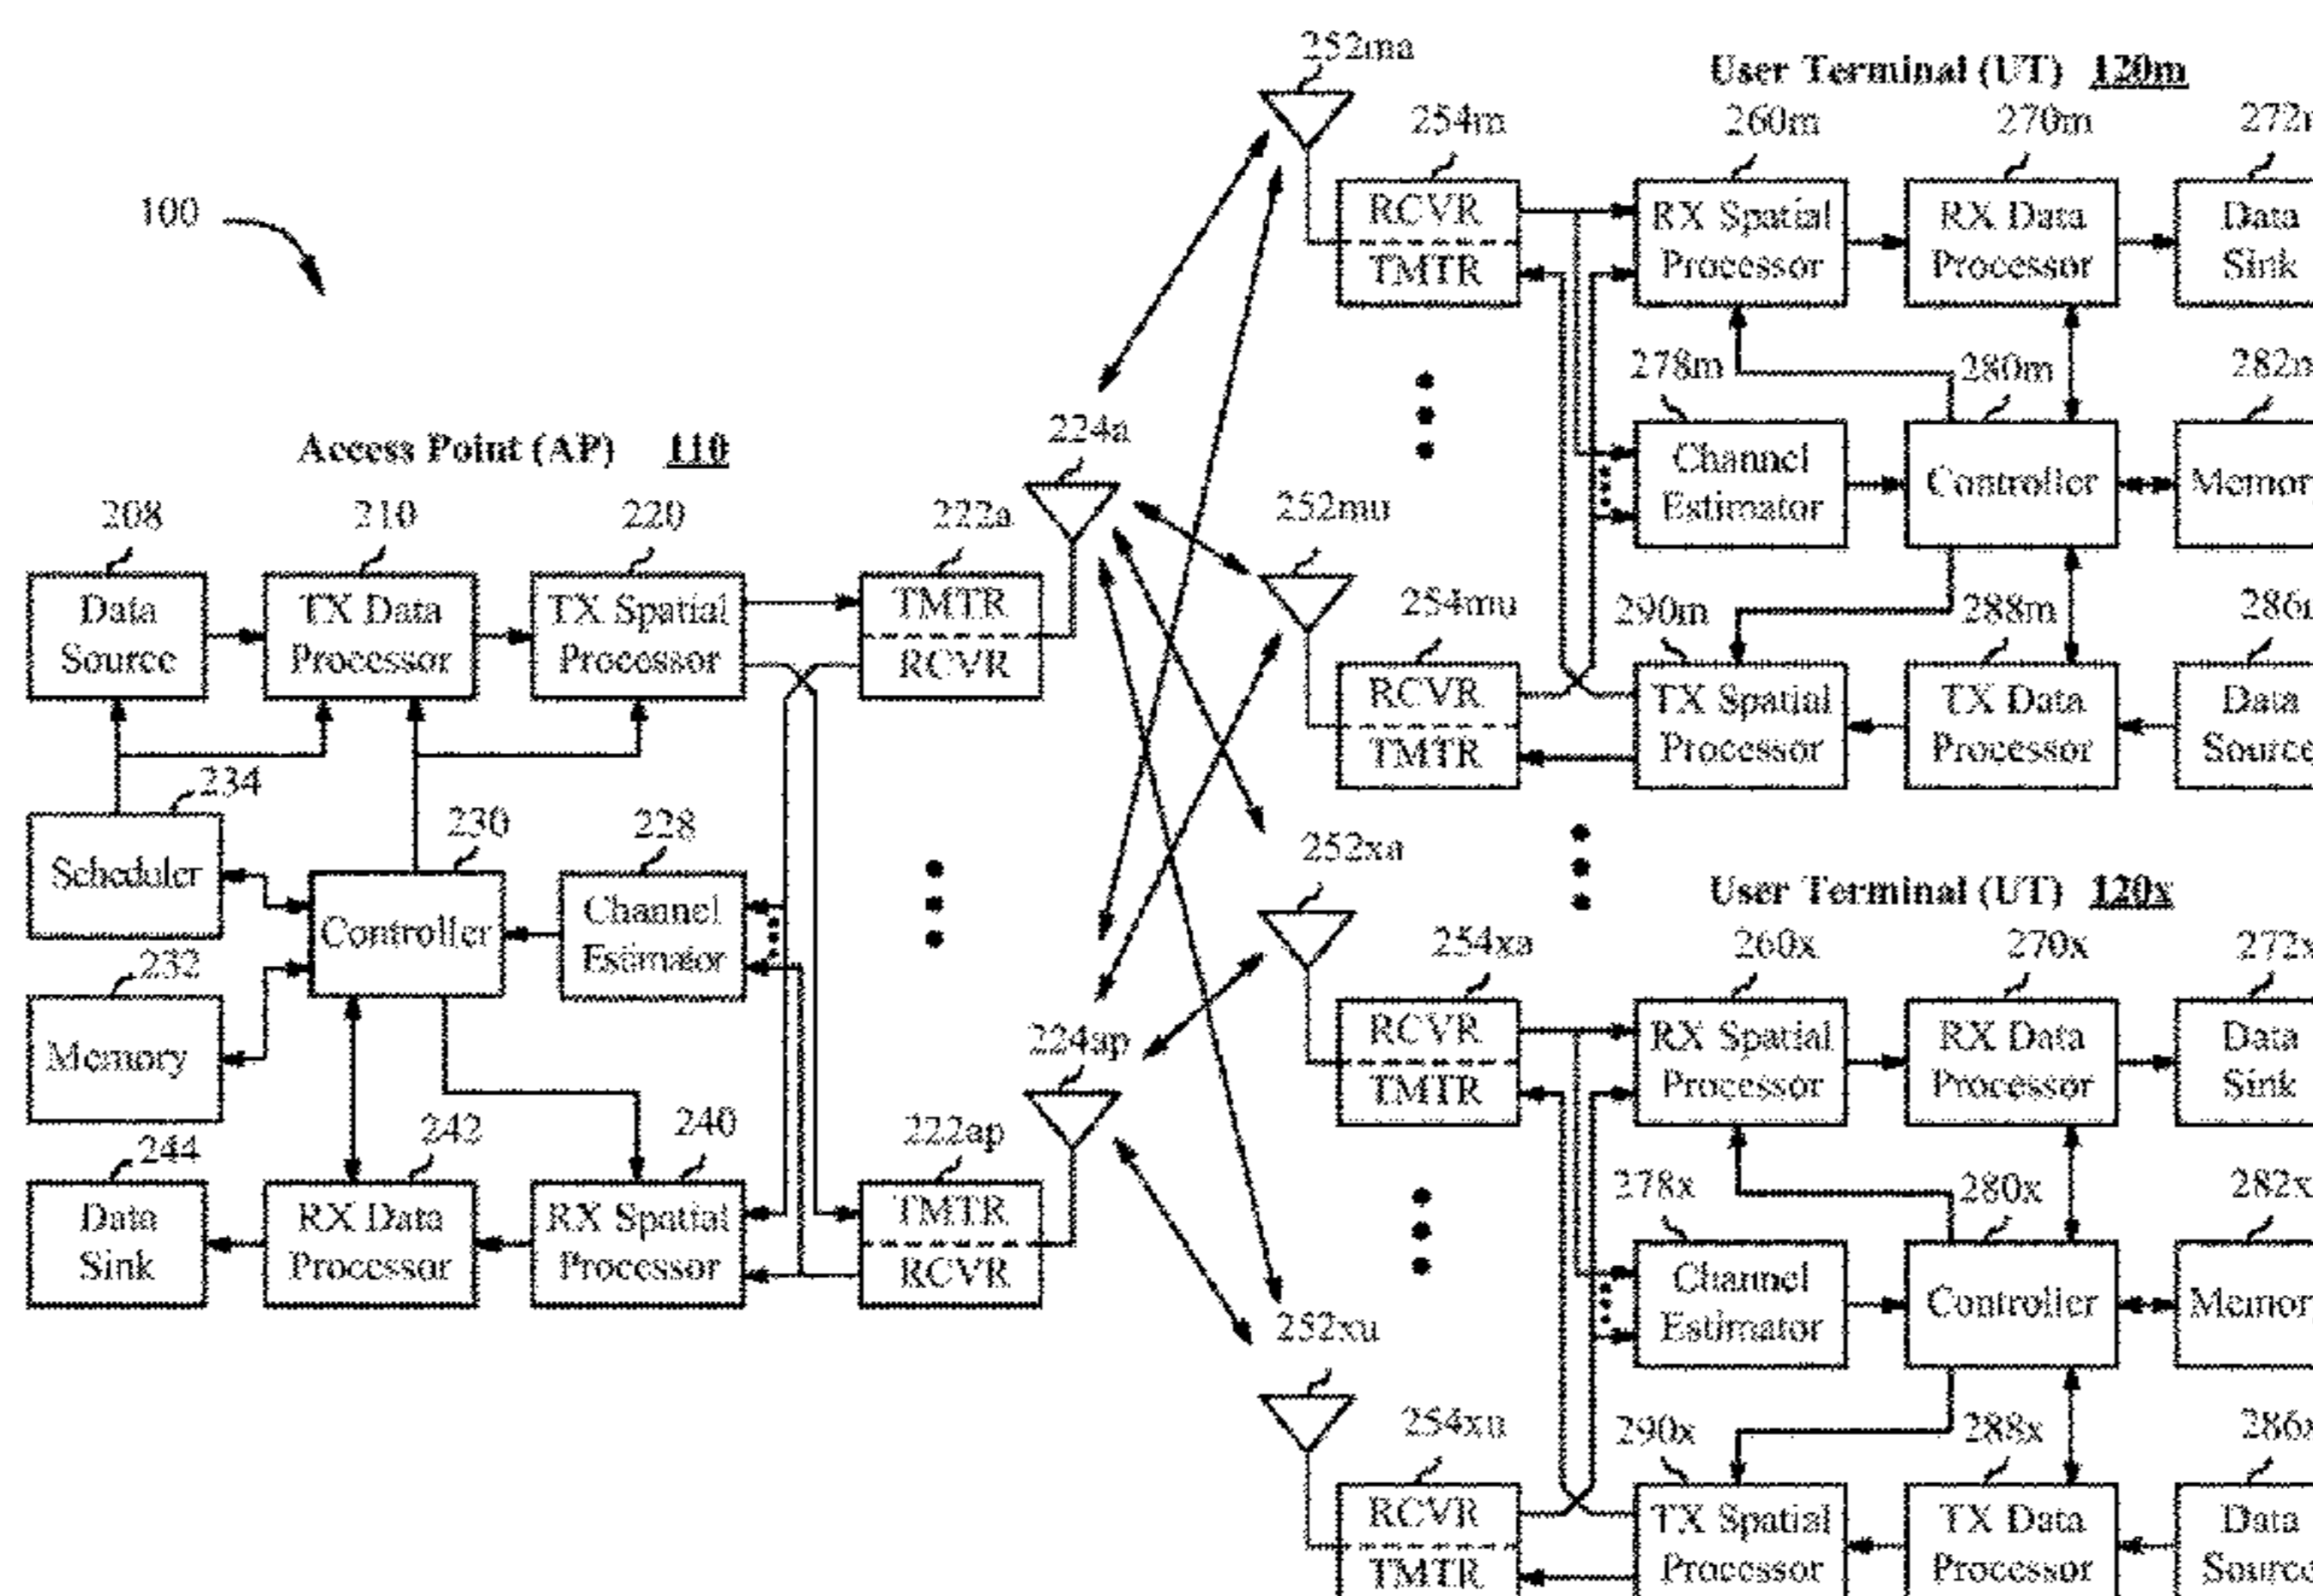 252ma
User Terminal (UT) 120m
254m
260m
270m
100
RCVR
TMTR
RX Spatial
Processor
RX Data
Processor
Data
Sink
278m
280m
224a
Access Point (AP) 110
Channel
Estimator
Controller
208
210
220
222a
252mu
254mu
290m
288m
Data
Source
TX Data
Processor
TX Spatial
Processor
TMTR
RCVR
RCVR
TMTR
TX Spatial
Processor
TX Data
Processor
Data
Source
234
230
228
Scheduler
252xa
User Terminal (UT) 120x
Controller
Channel
Estimator
254xa
260x
270x
272x
232
Memory
224ap
RCVR
TMTR
RX Spatial
Processor
RX Data
Processor
Data
Sink
244
242
240
222ap
278x
280x
282x
Data
Sink
RX Data
Processor
RX Spatial
Processor
TMTR
RCVR
Channel
Estimator
Controller
252xu
254xu
290x
288x
286x
RCVR
TMTR
TX Spatial
Processor
TX Data
Processor
Data
Source